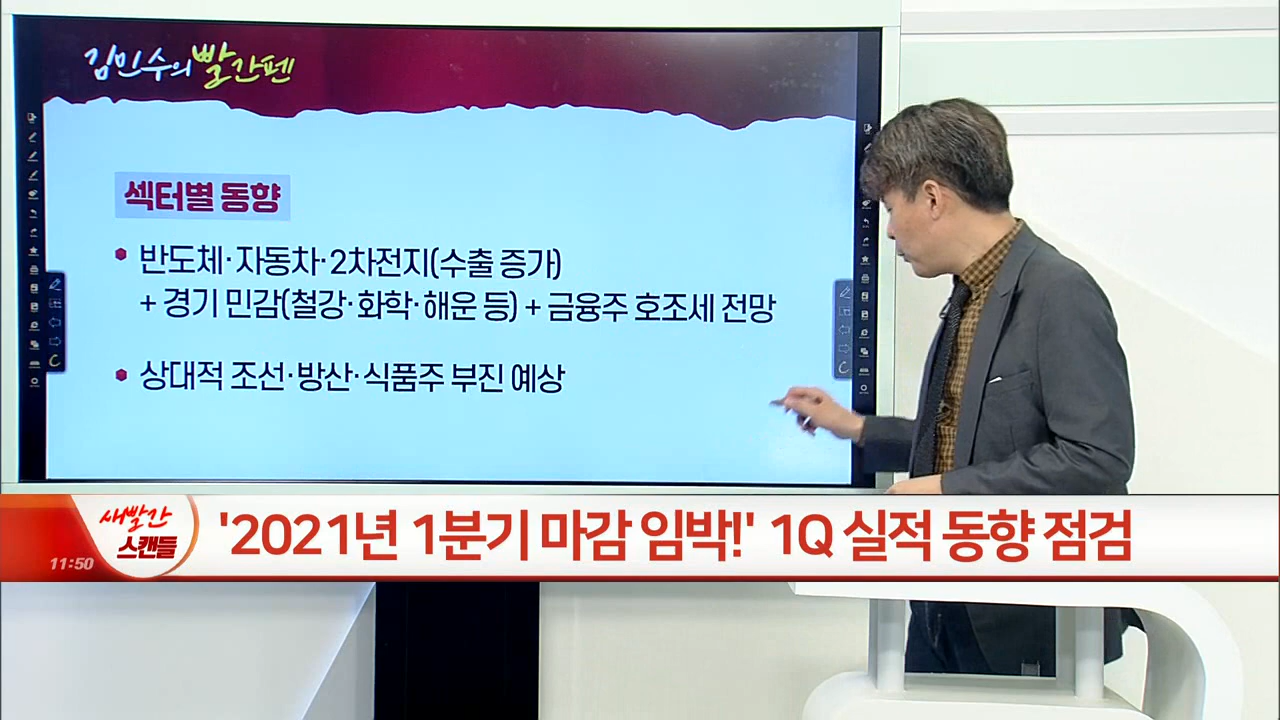 김민수의 빨간펜
섹터별 동향
• 반도체·자동차·2차전지(수출 증가)
+ 경기 민감(철강·화학·해운 등) + 금융주 호조세 전망
• 상대적 조선·방산·식품주 부진 예상
새빨간
스캔들
11:50
'2021년 1분기 마감 임박!' 1Q 실적 동향 점검